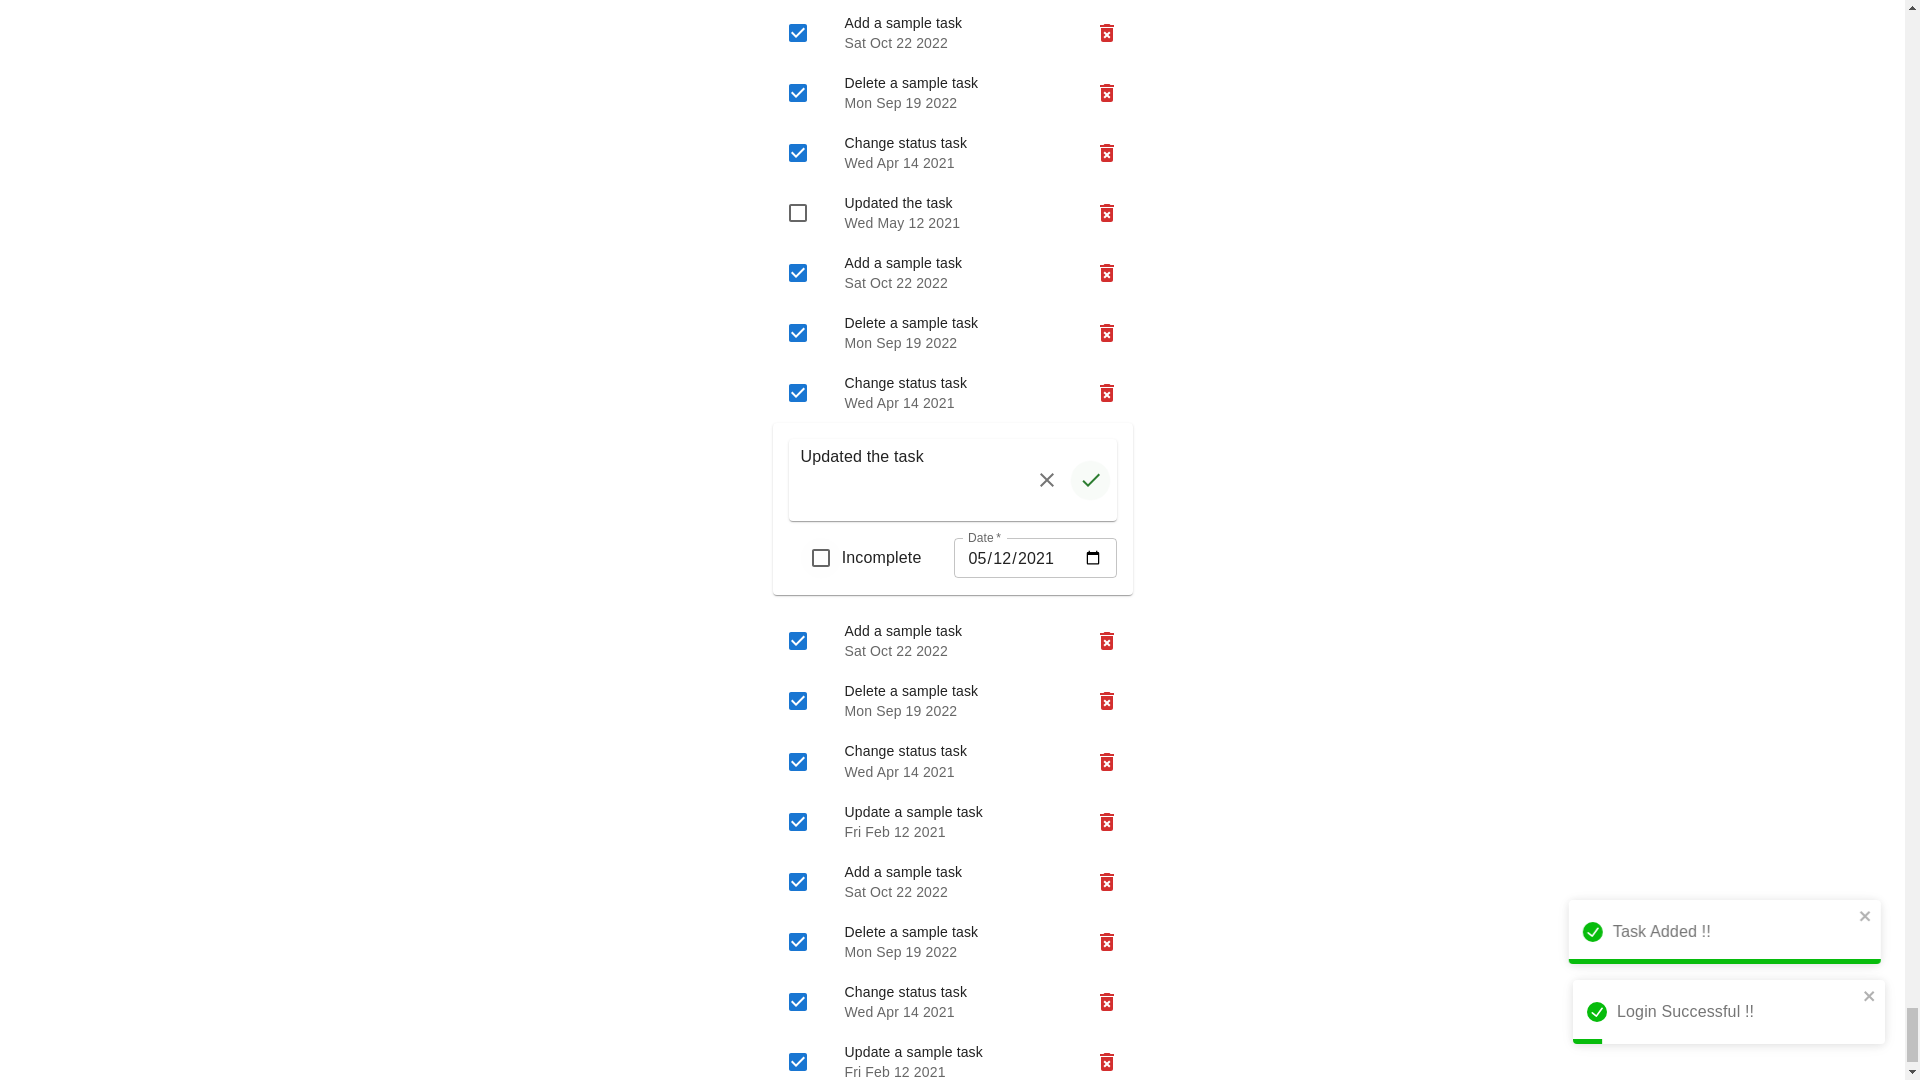 Add a sample task
Sat Oct 22 2022
Delete a sample task
Mon Sep 19 2022
Change status task
Wed Apr 14 2021
Updated the task
Wed May 12 2021
Add a sample task
Sat Oct 22 2022
Delete a sample task
Mon Sep 19 2022
Change status task
Wed Apr 14 2021
Updated the task
Date *
Incomplete
05/12/2021
Add a sample task
Sat Oct 22 2022
Delete a sample task
Mon Sep 19 2022
Change status task
Wed Apr 14 2021
Update a sample task
Fri Feb 12 2021
Add a sample task
Sat Oct 22 2022
Delete a sample task
Mon Sep 19 2022
Change status task
Wed Apr 14 2021
Update a sample task
Fri Feb 12 2021
Task Added !!
Login Successful !!